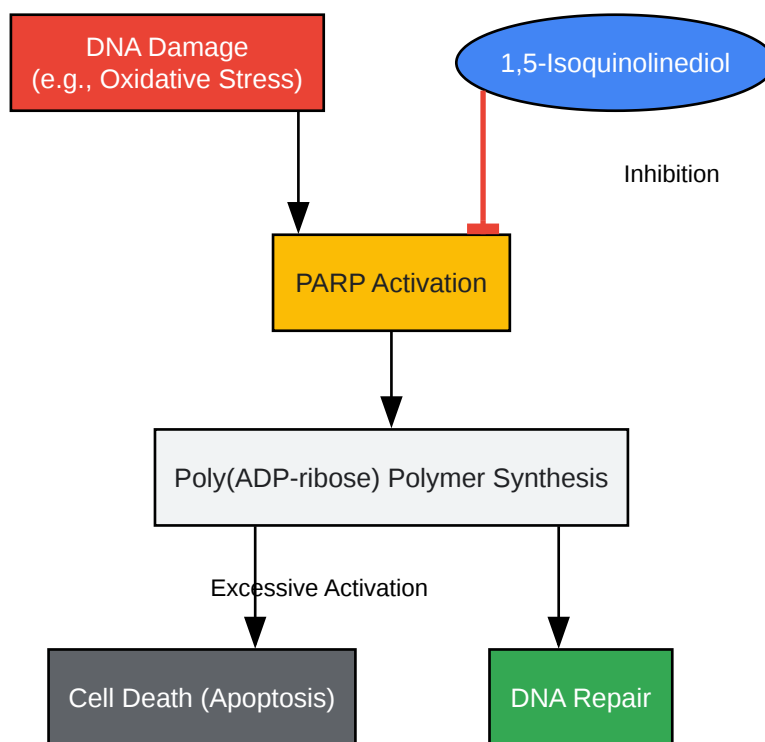 DNA Damage
(e.g., Oxidative Stress)
1,5-Isoquinolinediol
Inhibition
PARP Activation
Poly(ADP-ribose) Polymer Synthesis
Excessive Activation
Cell Death (Apoptosis)
DNA Repair